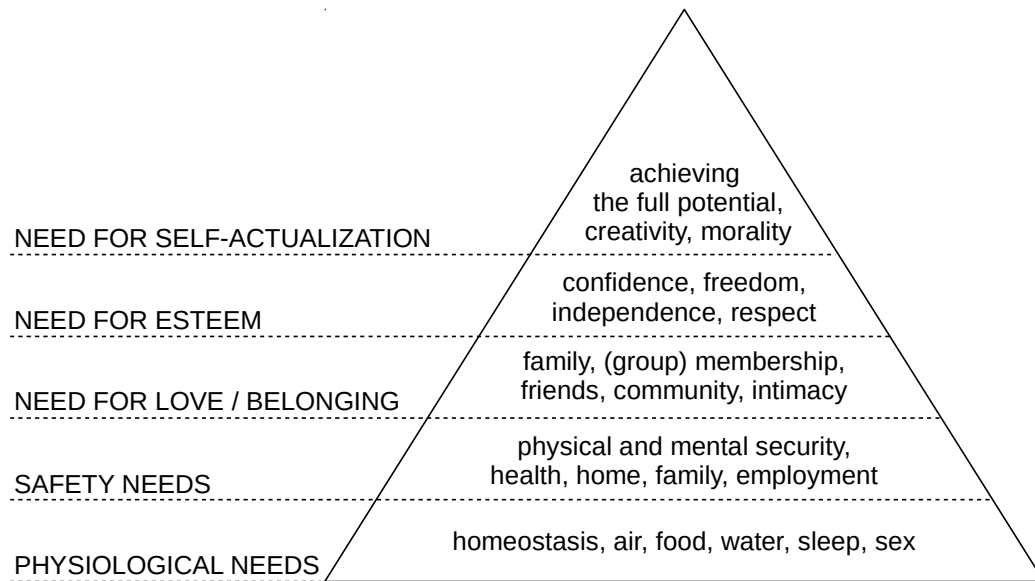 achieving
the full potential,
creativity, morality
NEED FOR SELF-ACTUALIZATION
confidence, freedom,
independence, respect
NEED FOR ESTEEM
family, (group) membership,
friends, community, intimacy
NEED FOR LOVE / BELONGING
physical and mental security,
health, home, family, employment
SAFETY NEEDS
homeostasis, air, food, water, sleep, sex
PHYSIOLOGICAL NEEDS